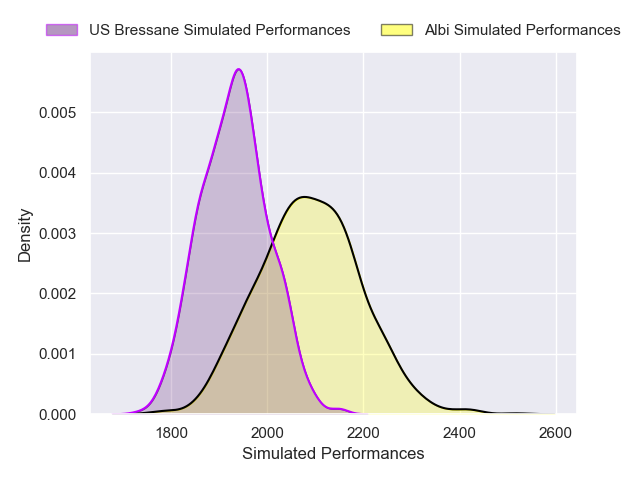 US Bressane Simulated Performances
Albi Simulated Performances
0.005
0.004
0.003
0.002
0.001
0.000
Density
1800
2000
2200
2400
2600
Simulated Performances